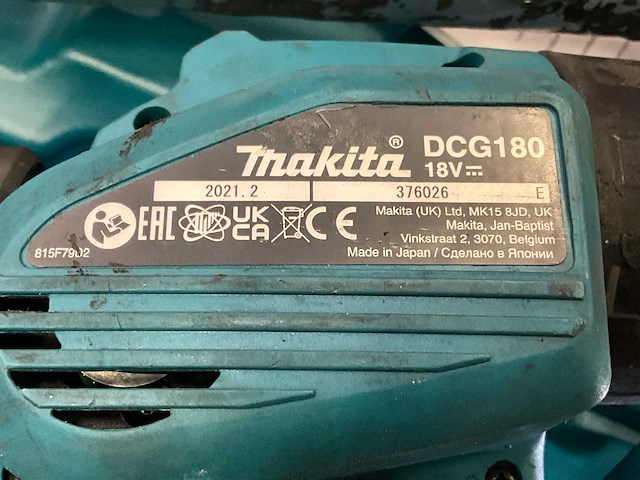 makita® DCG180
18V
2021.2 376026 E
EAC UK CA CE
Makita (UK) Ltd, MK15 8JD, UK
Makita, Jan-Baptist
Vinkstraat 2, 3070, Belgium
815F79D2 Made in Japan / Сделано в Японии